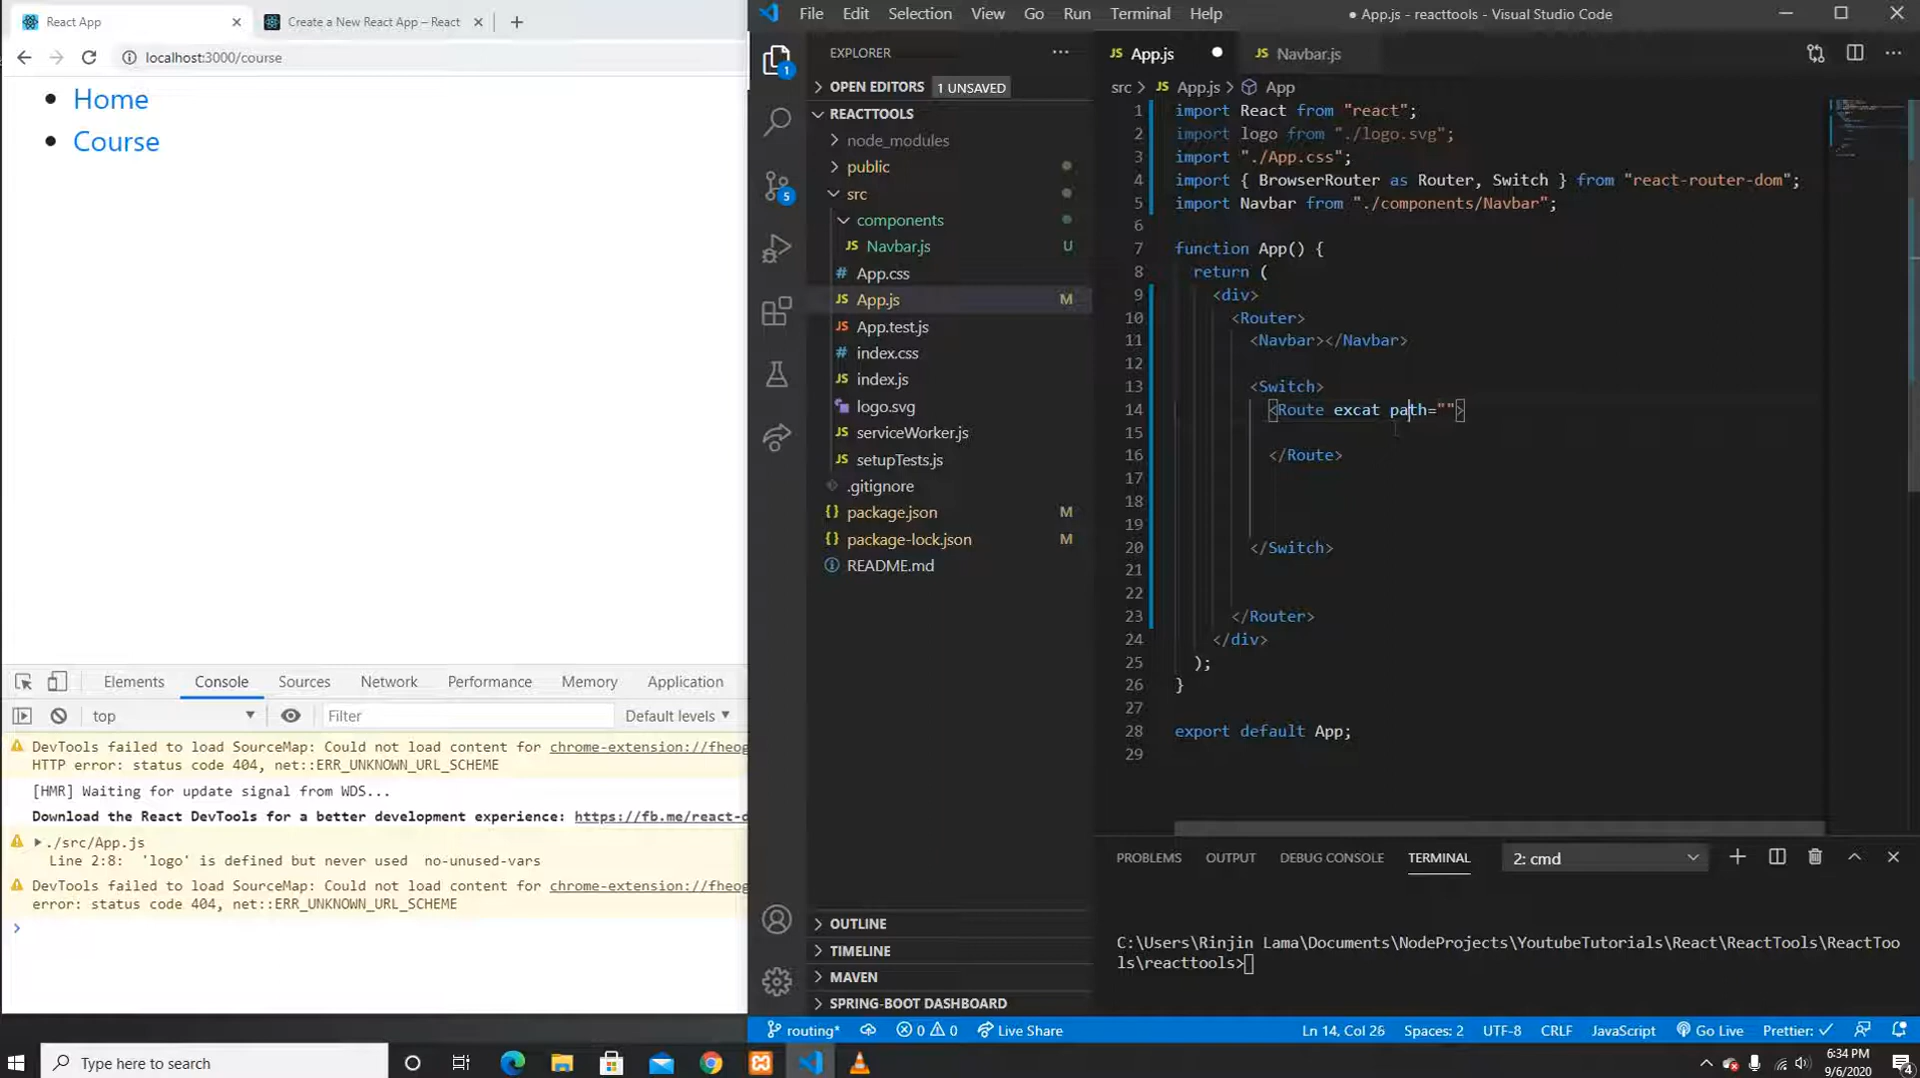 React App
Create a New React App – React
localhost:3000/course
Home
Course
Elements Console Sources Network Performance Memory Application
top Filter Default levels
DevTools failed to load SourceMap: Could not load content for chrome-extension://fheog
HTTP error: status code 404, net::ERR_UNKNOWN_URL_SCHEME
[HMR] Waiting for update signal from WDS...
Download the React DevTools for a better development experience: https://fb.me/react-d
./src/App.js
Line 2:8: 'logo' is defined but never used no-unused-vars
DevTools failed to load SourceMap: Could not load content for chrome-extension://fheog
error: status code 404, net::ERR_UNKNOWN_URL_SCHEME
File Edit Selection View Go Run Terminal Help ● App.js - reacttools - Visual Studio Code
EXPLORER
OPEN EDITORS 1 UNSAVED
REACTTOOLS
node_modules
public
src
components
JS Navbar.js U
# App.css
JS App.js M
JS App.test.js
# index.css
JS index.js
logo.svg
JS serviceWorker.js
JS setupTests.js
.gitignore
{} package.json M
{} package-lock.json M
README.md
OUTLINE
TIMELINE
MAVEN
SPRING-BOOT DASHBOARD
1
5
JS App.js JS Navbar.js
src > JS App.js > App
1 import React from "react";
2 import logo from "./logo.svg";
3 import "./App.css";
4 import { BrowserRouter as Router, Switch } from "react-router-dom";
5 import Navbar from "./components/Navbar";
6
7 function App() {
8 return (
9 <div>
10 <Router>
11 <Navbar></Navbar>
12
13 <Switch>
14 <Route excat path="">
15
16 </Route>
17
18
19
20 </Switch>
21
22
23 </Router>
24 </div>
25 );
26 }
27
28 export default App;
29
PROBLEMS OUTPUT DEBUG CONSOLE TERMINAL 2: cmd
C:\Users\Rinjin Lama\Documents\NodeProjects\YoutubeTutorials\React\ReactTools\ReactToo
ls\reacttools>
routing* 0 0 Live Share Ln 14, Col 26 Spaces: 2 UTF-8 CRLF JavaScript Go Live Prettier: ✓
Type here to search
6:34 PM
9/6/2020
4